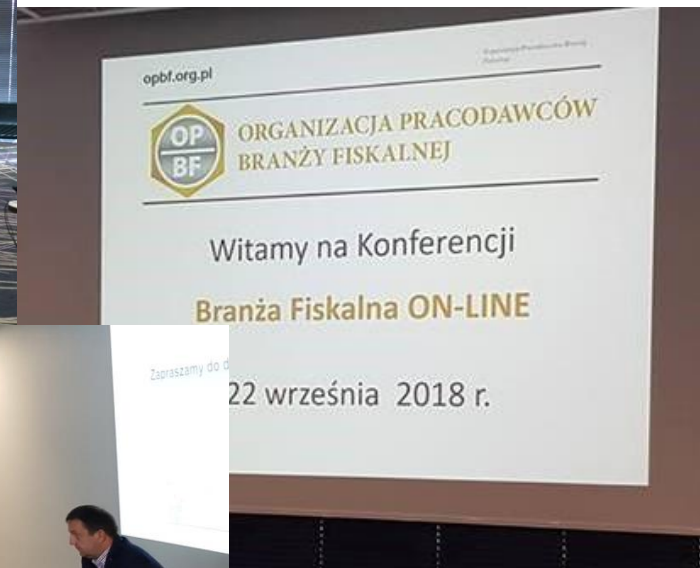 opbf.org.pl
OP
BF
ORGANIZACJA PRACODAWCÓW
BRANŻY FISKALNEJ
Witamy na Konferencji
Branża Fiskalna ON-LINE
22 września 2018 r.
Zapraszamy do d